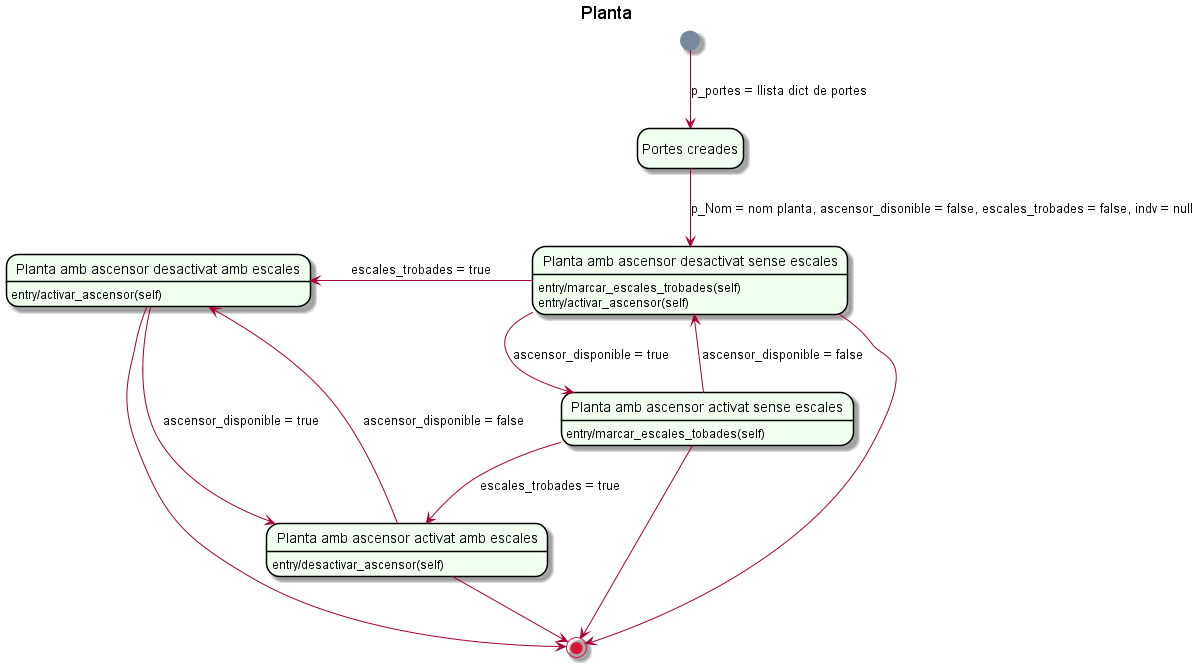 Planta
p_portes = llista dict de portes
Portes creades
p_Nom = nom planta, ascensor_disonible = false, escales_trobades = false, indv = null
Planta amb ascensor desactivat amb escales
entry/activar_ascensor(self)
escales_trobades = true
Planta amb ascensor desactivat sense escales
entry/marcar_escales_trobades(self)
entry/activar_ascensor(self)
ascensor_disponible = true
ascensor_disponible = false
Planta amb ascensor activat sense escales
entry/marcar_escales_tobades(self)
ascensor_disponible = true
ascensor_disponible = false
escales_trobades = true
Planta amb ascensor activat amb escales
entry/desactivar_ascensor(self)